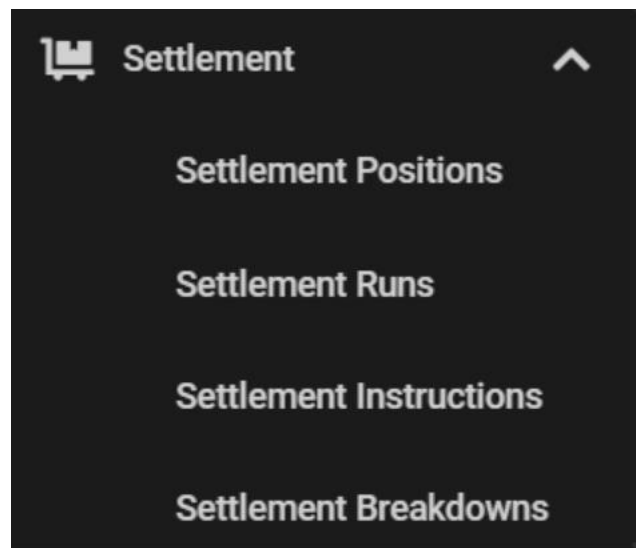 Settlement
Settlement Positions
Settlement Runs
Settlement Instructions
Settlement Breakdowns